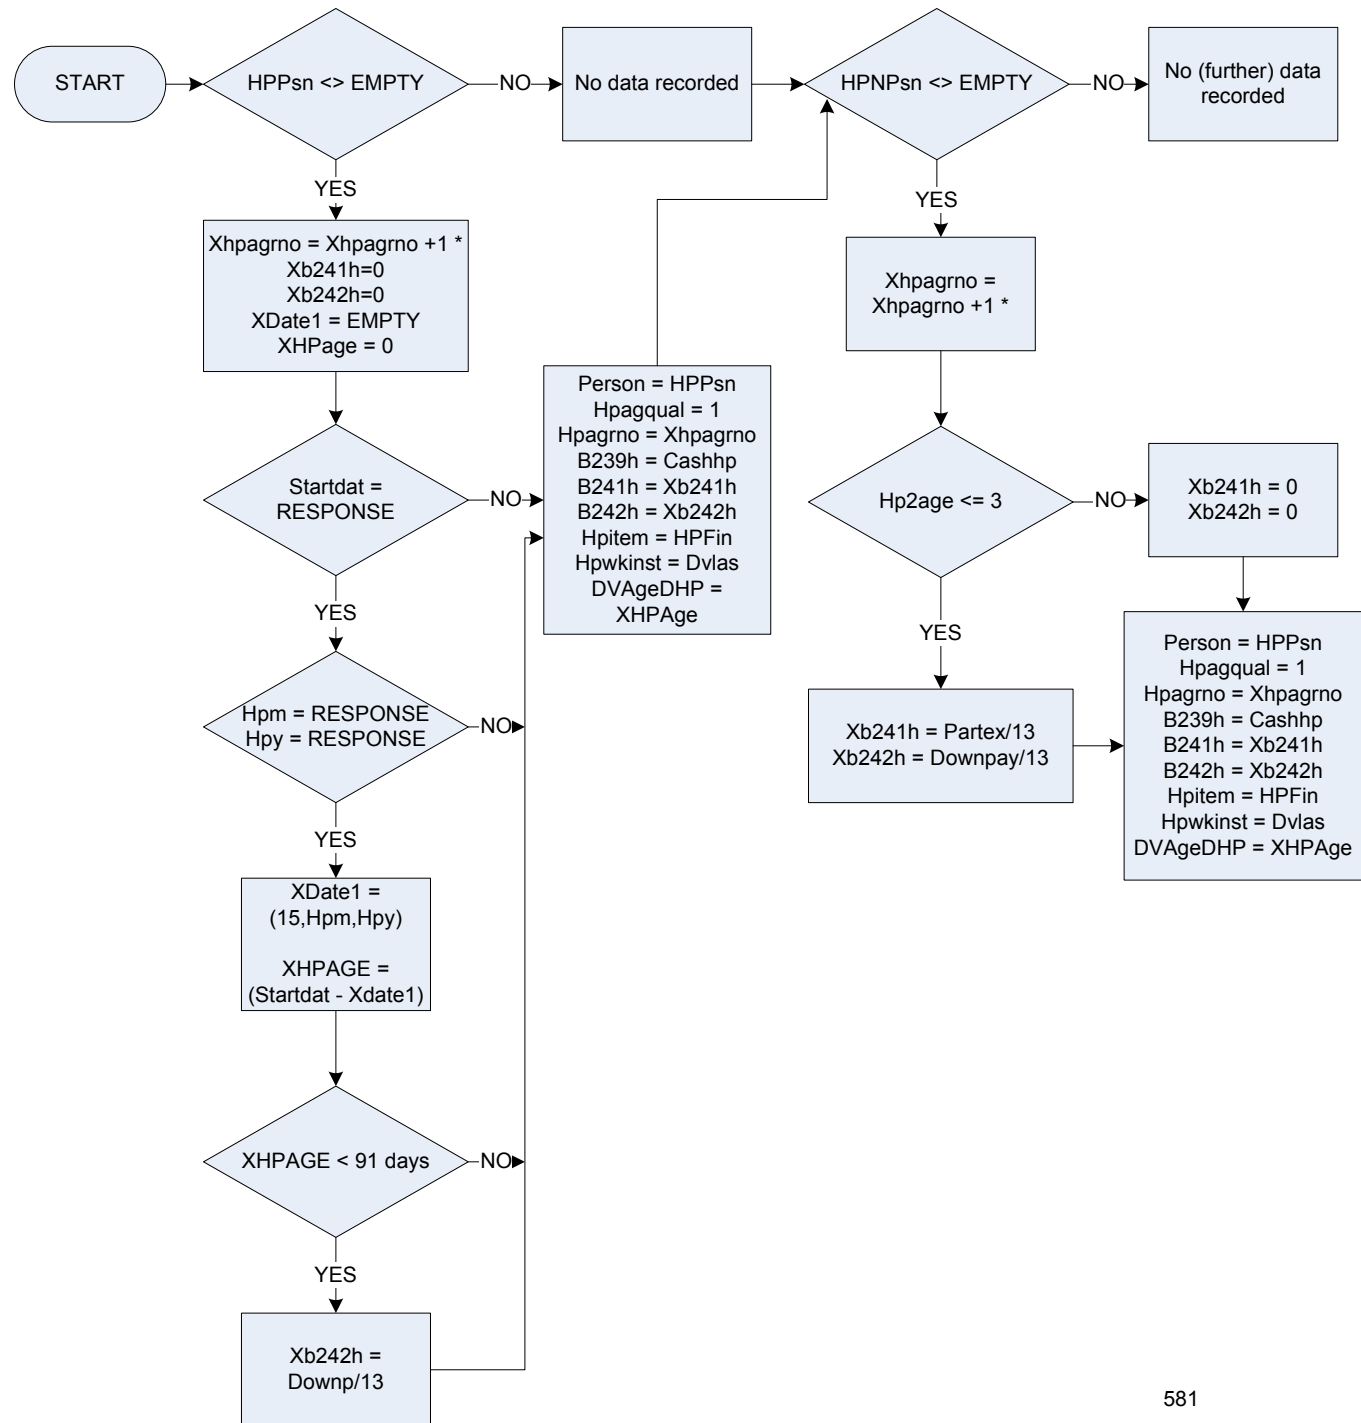 START
HPPsn <> EMPTY
NO
No data recorded
HPNPsn <> EMPTY
NO
No (further) data
recorded
YES
Xhpagrno = Xhpagrno +1 *
Xb241h=0
Xb242h=0
XDate1 = EMPTY
XHPage = 0
Startdat =
RESPONSE
NO
YES
Hpm = RESPONSE
Hpy = RESPONSE
NO
YES
XDate1 =
(15,Hpm,Hpy)
XHPAGE =
(Startdat - Xdate1)
XHPAGE < 91 days
NO
YES
Xb242h =
Downp/13
Person = HPPsn
Hpagqual = 1
Hpagrno = Xhpagrno
B239h = Cashhp
B241h = Xb241h
B242h = Xb242h
Hpitem = HPFin
Hpwkinst = Dvlas
DVAgeDHP =
XHPAge
YES
Xhpagrno =
Xhpagrno +1 *
Hp2age <= 3
NO
Xb241h = 0
Xb242h = 0
YES
Xb241h = Partex/13
Xb242h = Downpay/13
Person = HPPsn
Hpagqual = 1
Hpagrno = Xhpagrno
B239h = Cashhp
B241h = Xb241h
B242h = Xb242h
Hpitem = HPFin
Hpwkinst = Dvlas
DVAgeDHP = XHPAge
581